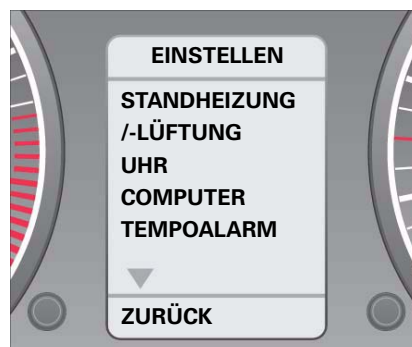 EINSTELLEN
STANDHEIZUNG
/-LÜFTUNG
UHR
COMPUTER
TEMPOALARM
ZURÜCK